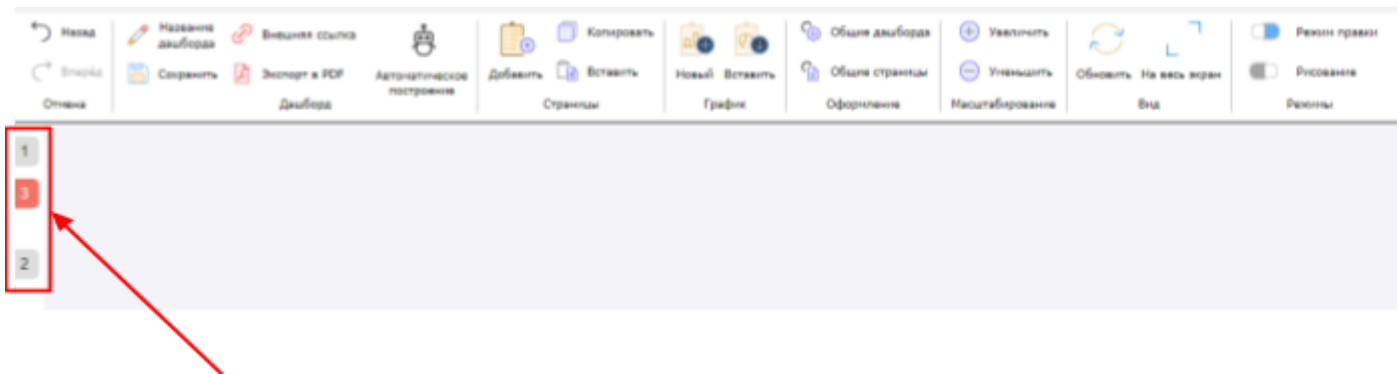 Назад
Вперёд
Отмена
Название
дашборда
Сохранить
Внешняя ссылка
Экспорт в PDF
Автоматическое
построение
Дашборд
Добавить
Копировать
Вставить
Страницы
Новый
Вставить
График
Общие дашборда
Общие страницы
Оформление
Увеличить
Уменьшить
Масштабирование
Обновить
На весь экран
Вид
Режим правки
Рисование
Режимы
1
3
2